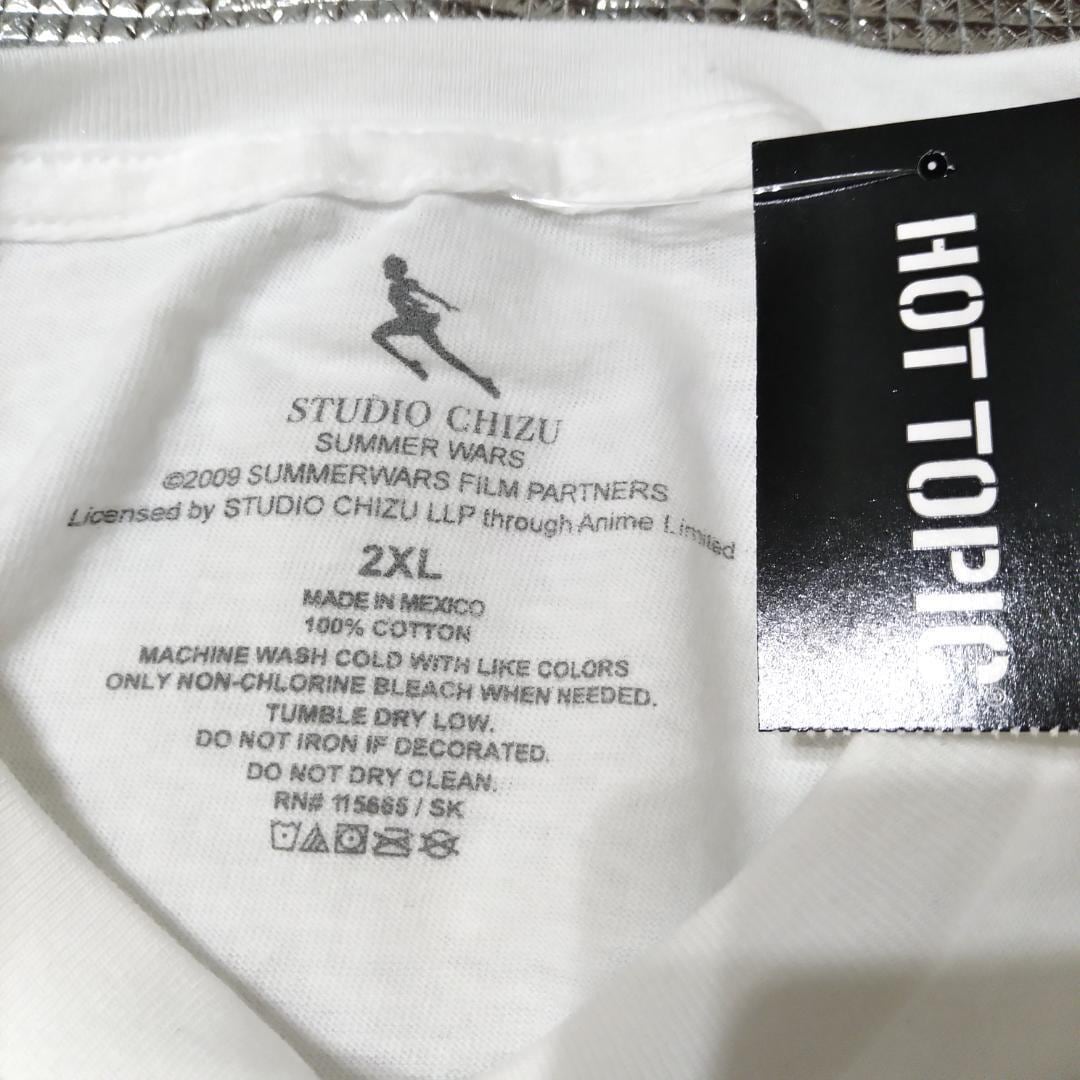 STUDIO CHIZU
SUMMER WARS
©2009 SUMMERWARS FILM PARTNERS
Licensed by STUDIO CHIZU LLP through Anime Limited
2XL
MADE IN MEXICO
100% COTTON
MACHINE WASH COLD WITH LIKE COLORS
ONLY NON-CHLORINE BLEACH WHEN NEEDED.
TUMBLE DRY LOW.
DO NOT IRON IF DECORATED.
DO NOT DRY CLEAN.
RN# 115665 / SK
HOT TOPIC®